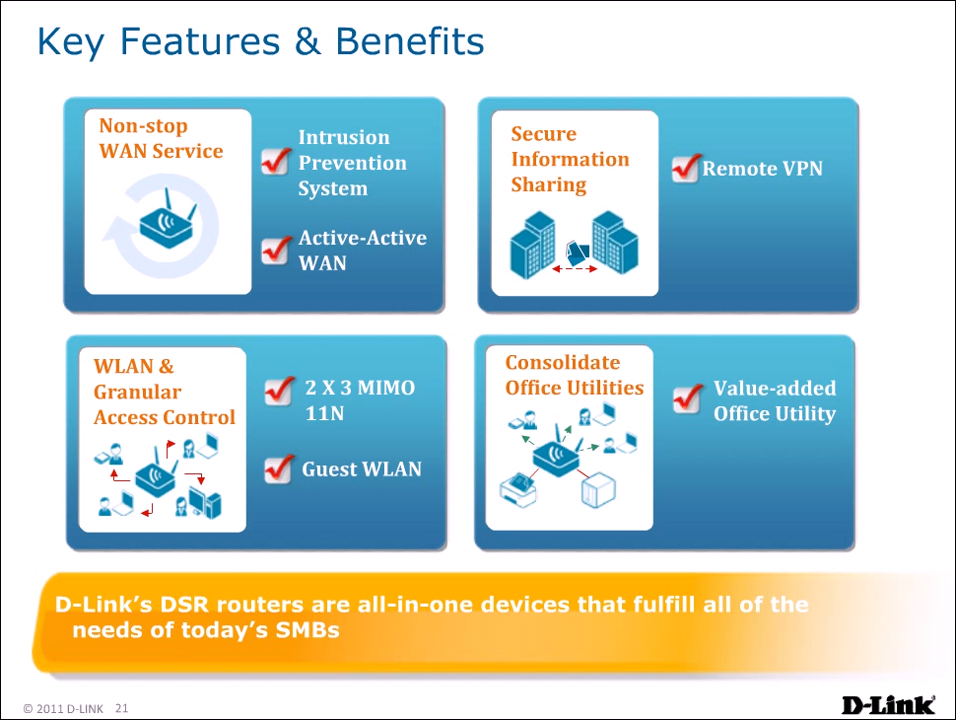 Key Features & Benefits
Non-stop
WAN Service
Intrusion
Prevention
System
Active-Active
WAN
Secure
Information
Sharing
Remote VPN
WLAN &
Granular
Access Control
2 X 3 MIMO
11N
Guest WLAN
Consolidate
Office Utilities
Value-added
Office Utility
D-Link’s DSR routers are all-in-one devices that fulfill all of the
needs of today’s SMBs
© 2011 D-LINK 21
D-Link®